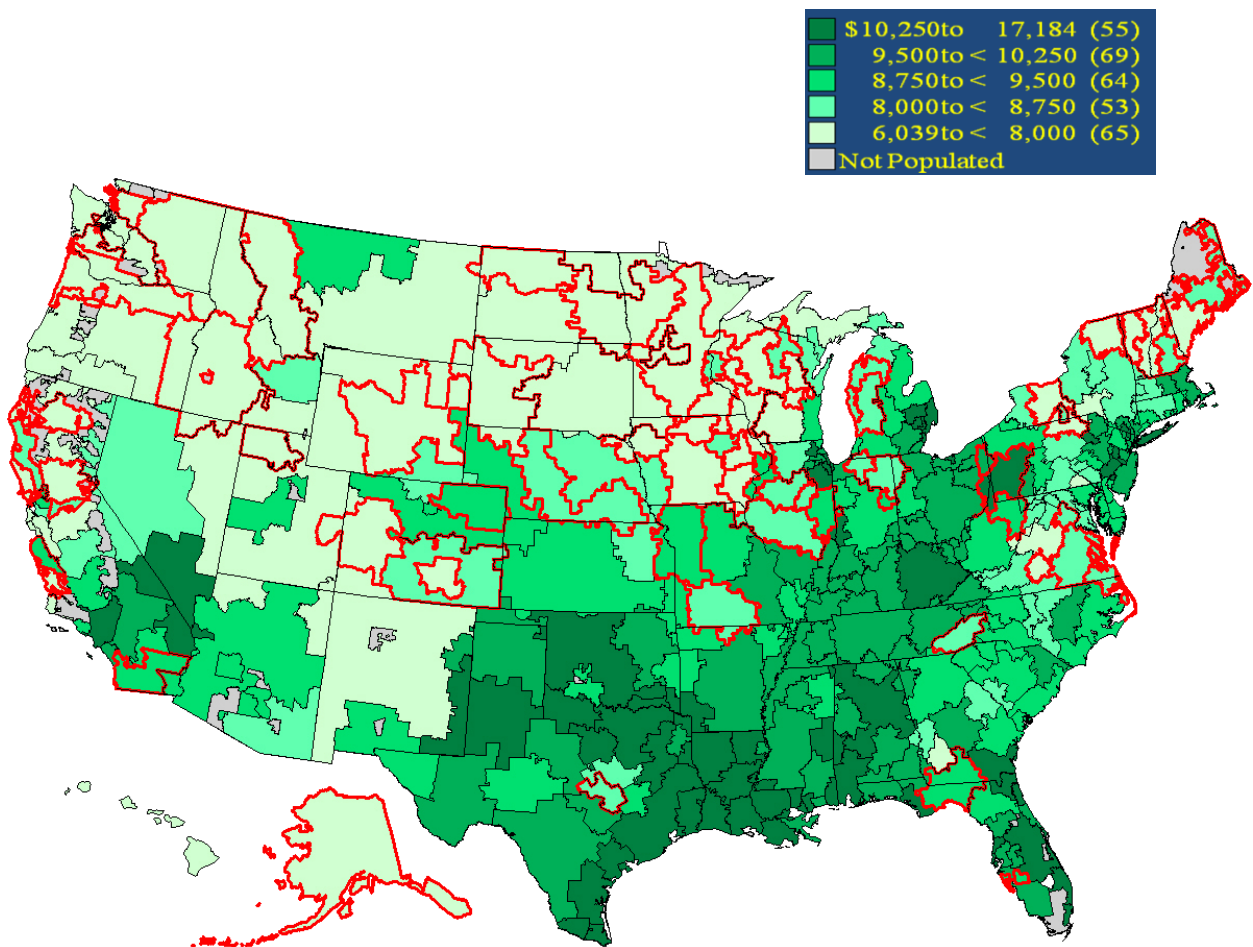 $10,250to 17,184 (55)
9,500to < 10,250 (69)
8,750to < 9,500 (64)
8,000to < 8,750 (53)
6,039to < 8,000 (65)
Not Populated